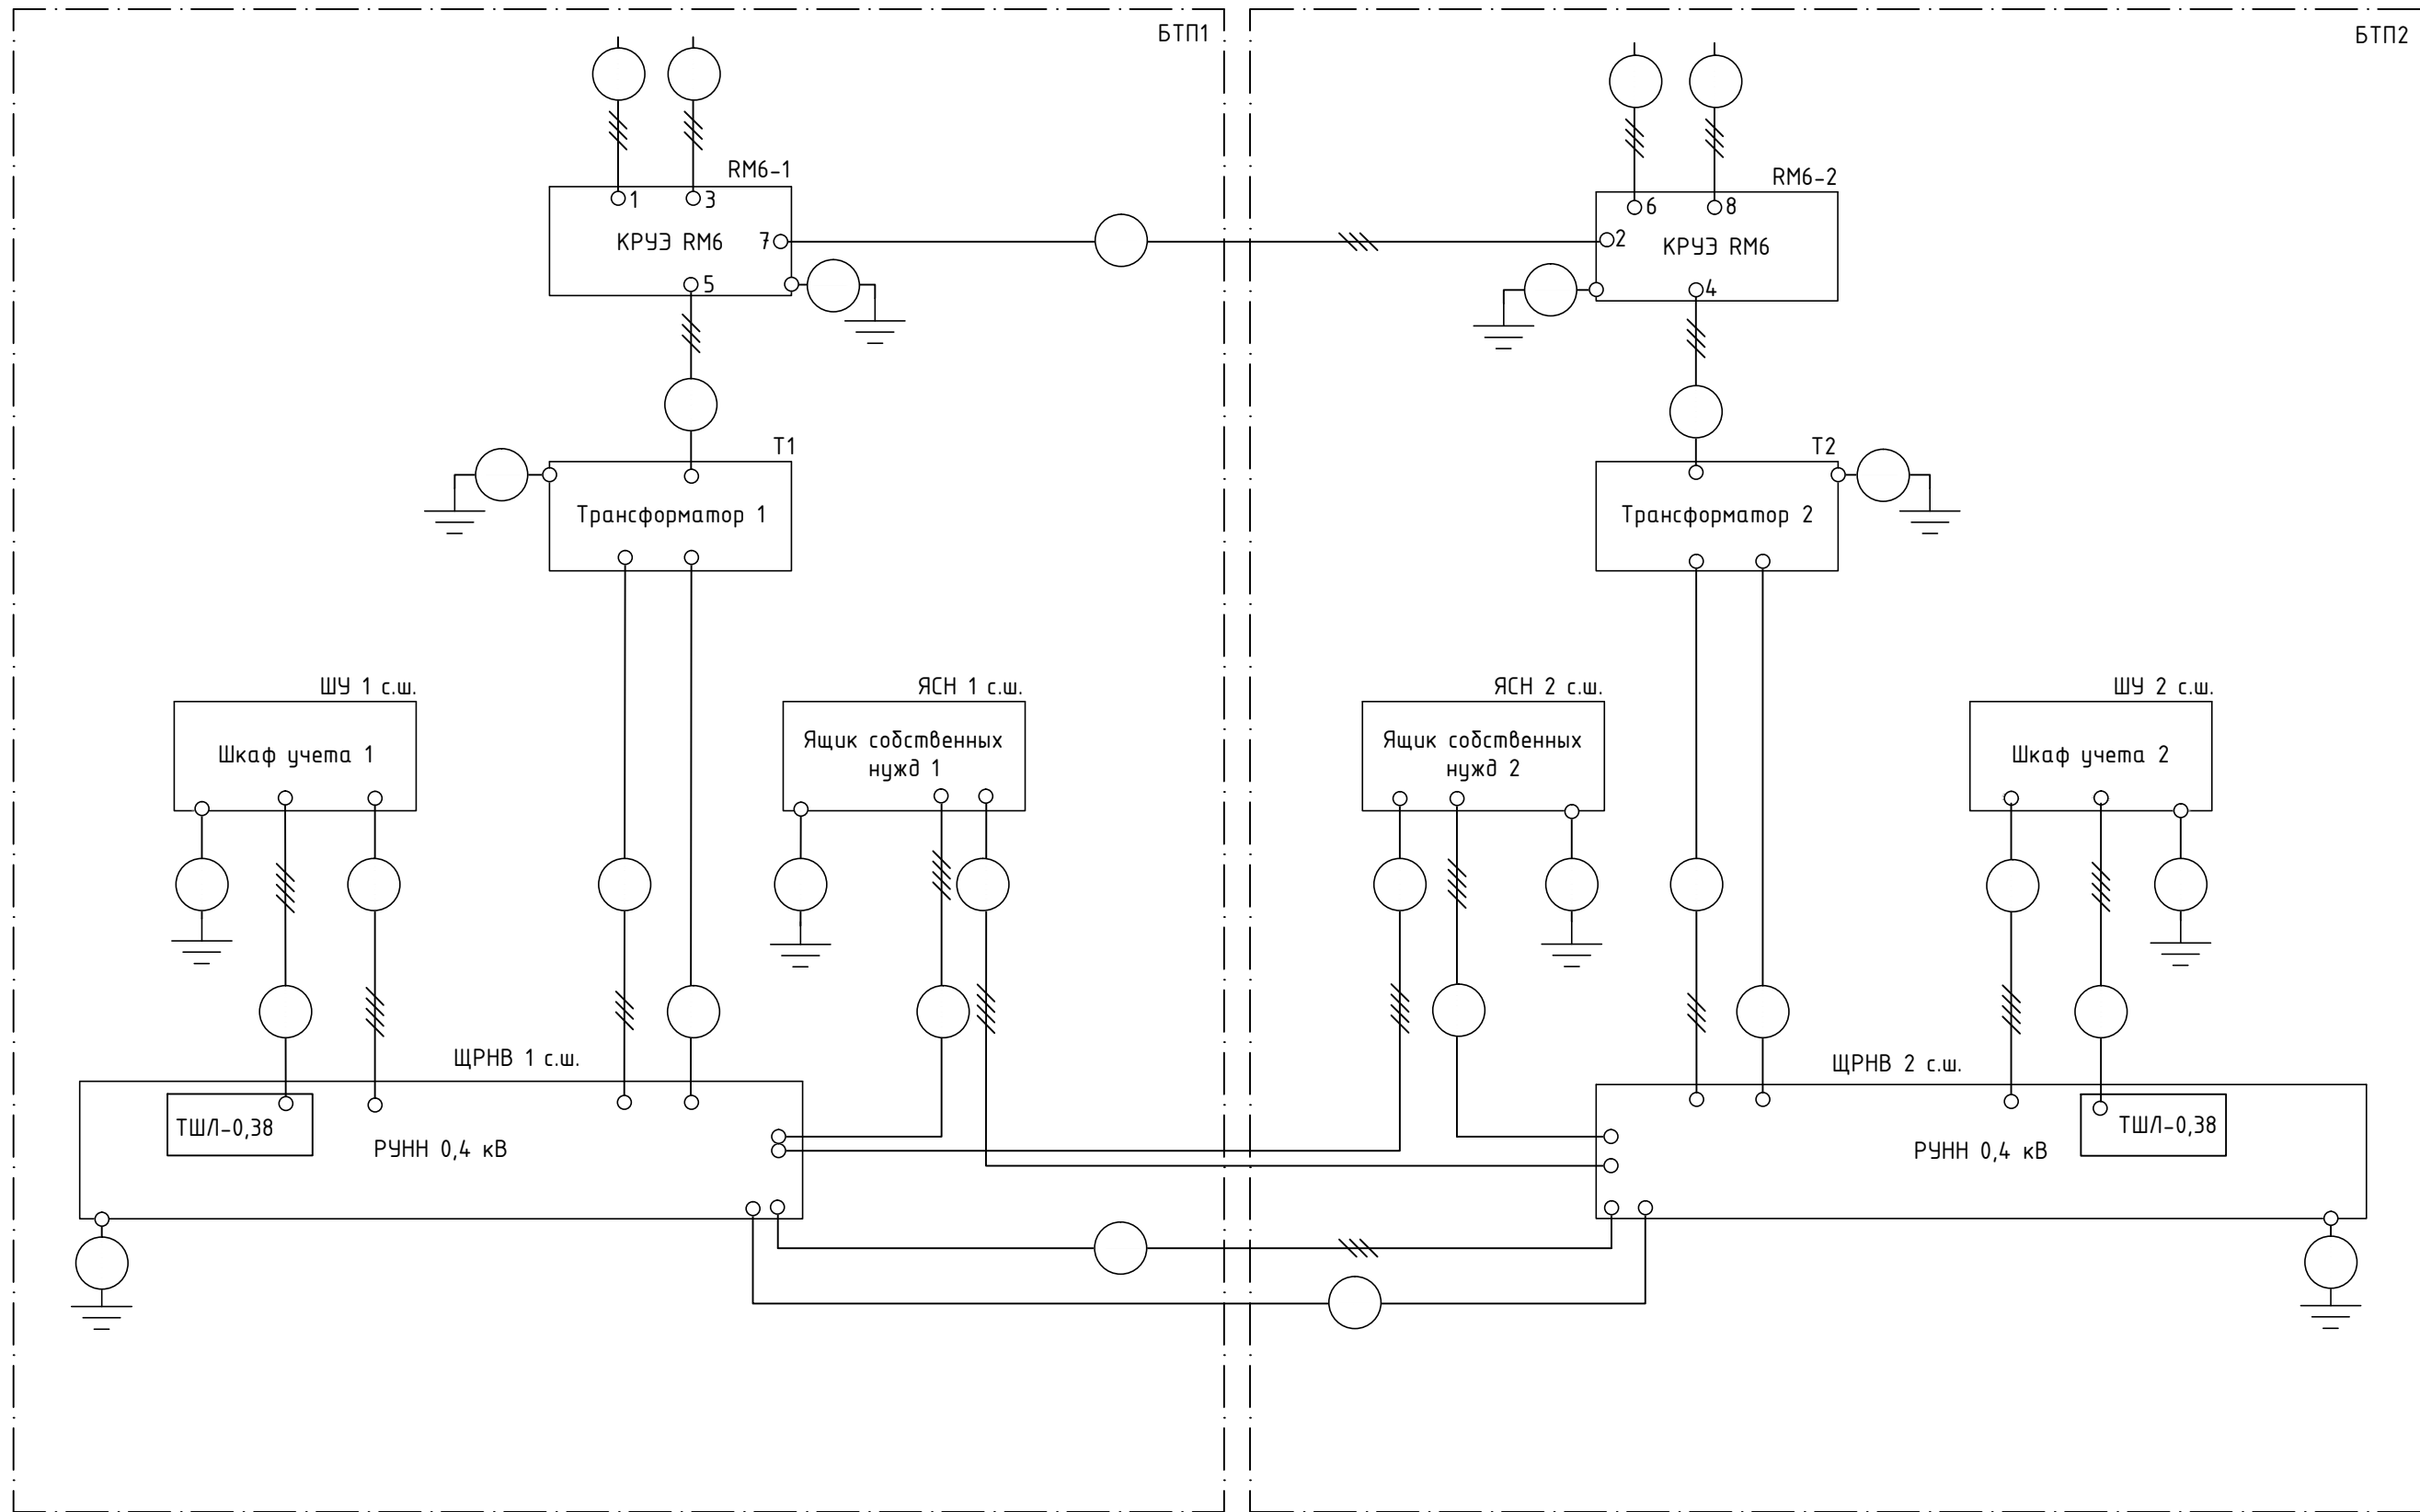 БТП1
БТП2
RM6-1
RM6-2
1
3
6
8
КРУЭ RM6
7
2
КРУЭ RM6
5
4
Т1
Т2
Трансформатор 1
Трансформатор 2
ШУ 1 с.ш.
ЯСН 1 с.ш.
ЯСН 2 с.ш.
ШУ 2 с.ш.
Шкаф учета 1
Ящик собственных
нужд 1
Ящик собственных
нужд 2
Шкаф учета 2
ЩРНВ 1 с.ш.
ЩРНВ 2 с.ш.
ТШЛ-0,38
РУНН 0,4 кВ
РУНН 0,4 кВ
ТШЛ-0,38